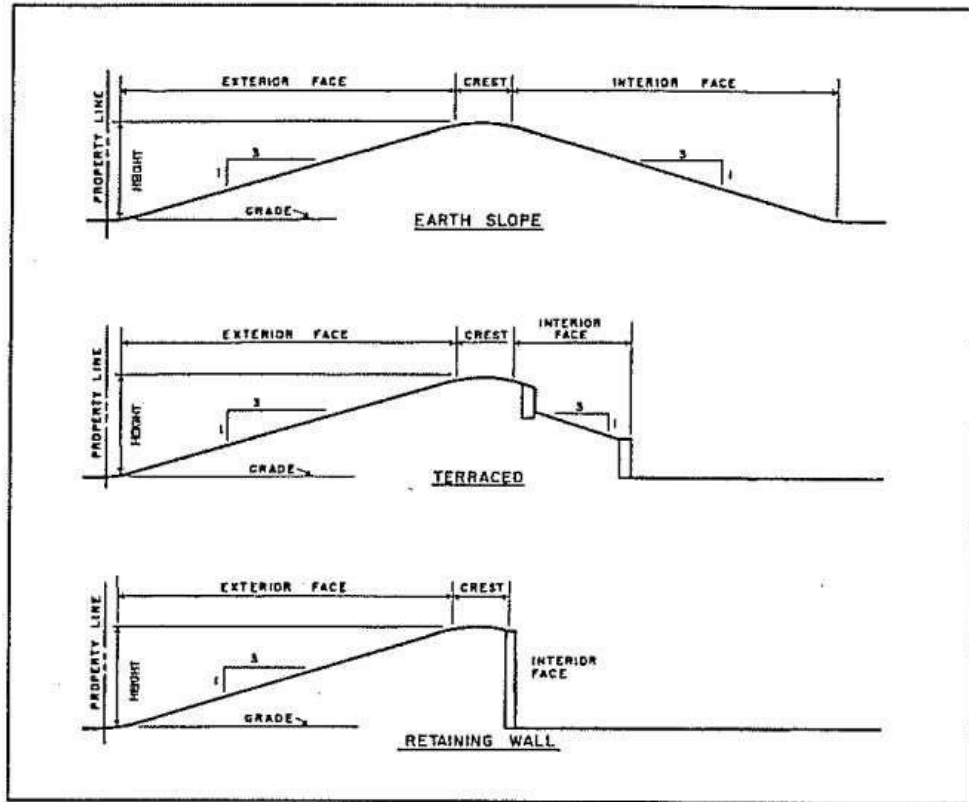 EXTERIOR FACE CREST INTERIOR FACE
PROPERTY LINE
HEIGHT
3
1
3
1
GRADE
EARTH SLOPE
INTERIOR
EXTERIOR FACE CREST FACE
PROPERTY LINE
HEIGHT
3
1
3
1
GRADE
TERRACED
EXTERIOR FACE CREST
PROPERTY LINE
HEIGHT
3
1
INTERIOR
FACE
GRADE
RETAINING WALL